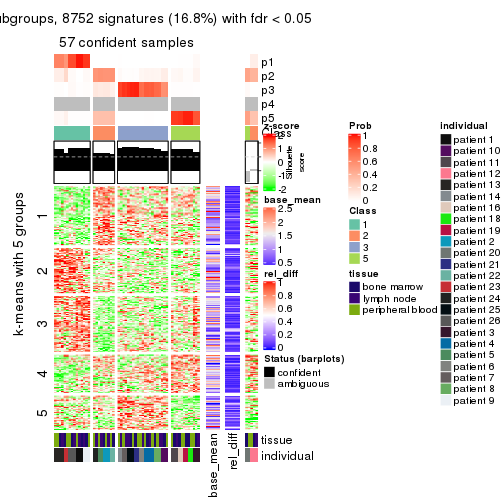 ubgroups, 8752 signatures (16.8%) with fdr < 0.05
57 confident samples
p1
p2
p3
p4
p5
Class
k-means with 5 groups
1
2
3
4
5
Silhouette score
z-score
2
-2
base_mean
2.5
2
1.5
1
0.5
rel_diff
1
0.8
0.6
0.4
0.2
0
Status (barplots)
confident
ambiguous
tissue
individual
base_mean
rel_diff
Prob
1
0.8
0.6
0.4
0.2
0
Class
1
2
3
5
tissue
bone marrow
lymph node
peripheral blood
individual
patient 1
patient 10
patient 11
patient 12
patient 13
patient 14
patient 16
patient 18
patient 19
patient 2
patient 20
patient 21
patient 22
patient 23
patient 24
patient 25
patient 26
patient 3
patient 4
patient 5
patient 6
patient 7
patient 8
patient 9